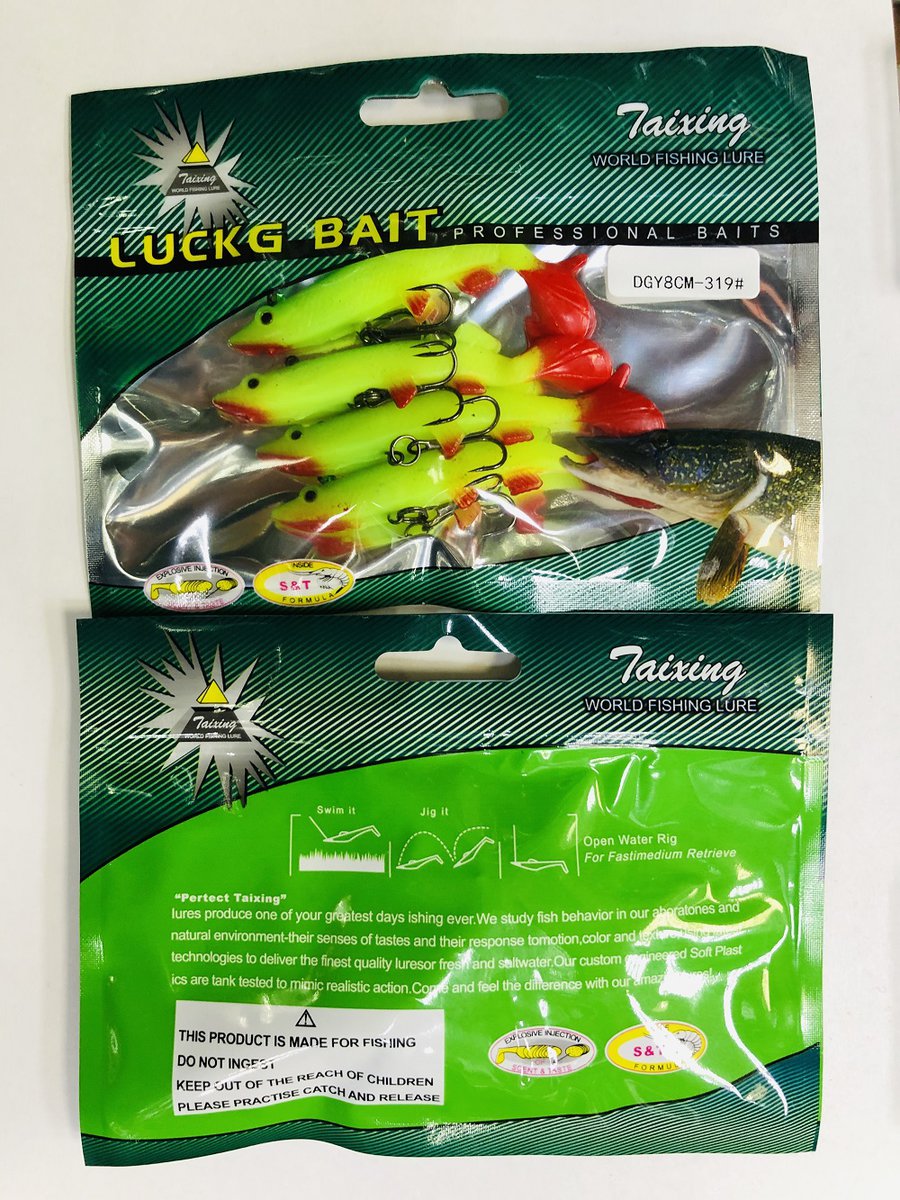 Taixing
WORLD FISHING LURE
Taixing
WORLD FISHING LURE
LUCKG BAIT
PROFESSIONAL BAITS
DGY8CM-319#
EXPLOSIVE INJECTION
INSIDE
S&T
FORMULA
Taixing
WORLD FISHING LURE
Taixing
WORLD FISHING LURE
Swim it
Jig it
Open Water Rig
For Fastimedium Retrieve
“Pertect Taixing”
lures produce one of your greatest days ishing ever.We study fish behavior in our aboratones and
natural environment-their senses of tastes and their response tomotion,color and
technologies to deliver the finest quality luresor fresh and saltwater.Our custom engineered Soft Plast
ics are tank tested to mimic realistic action.Come and feel the difference with our
⚠
THIS PRODUCT IS MADE FOR FISHING
DO NOT INGEST
KEEP OUT OF THE REACH OF CHILDREN
PLEASE PRACTISE CATCH AND RELEASE
EXPLOSIVE INJECTION
OF
SCENT & TASTE
S&T
FORMULA